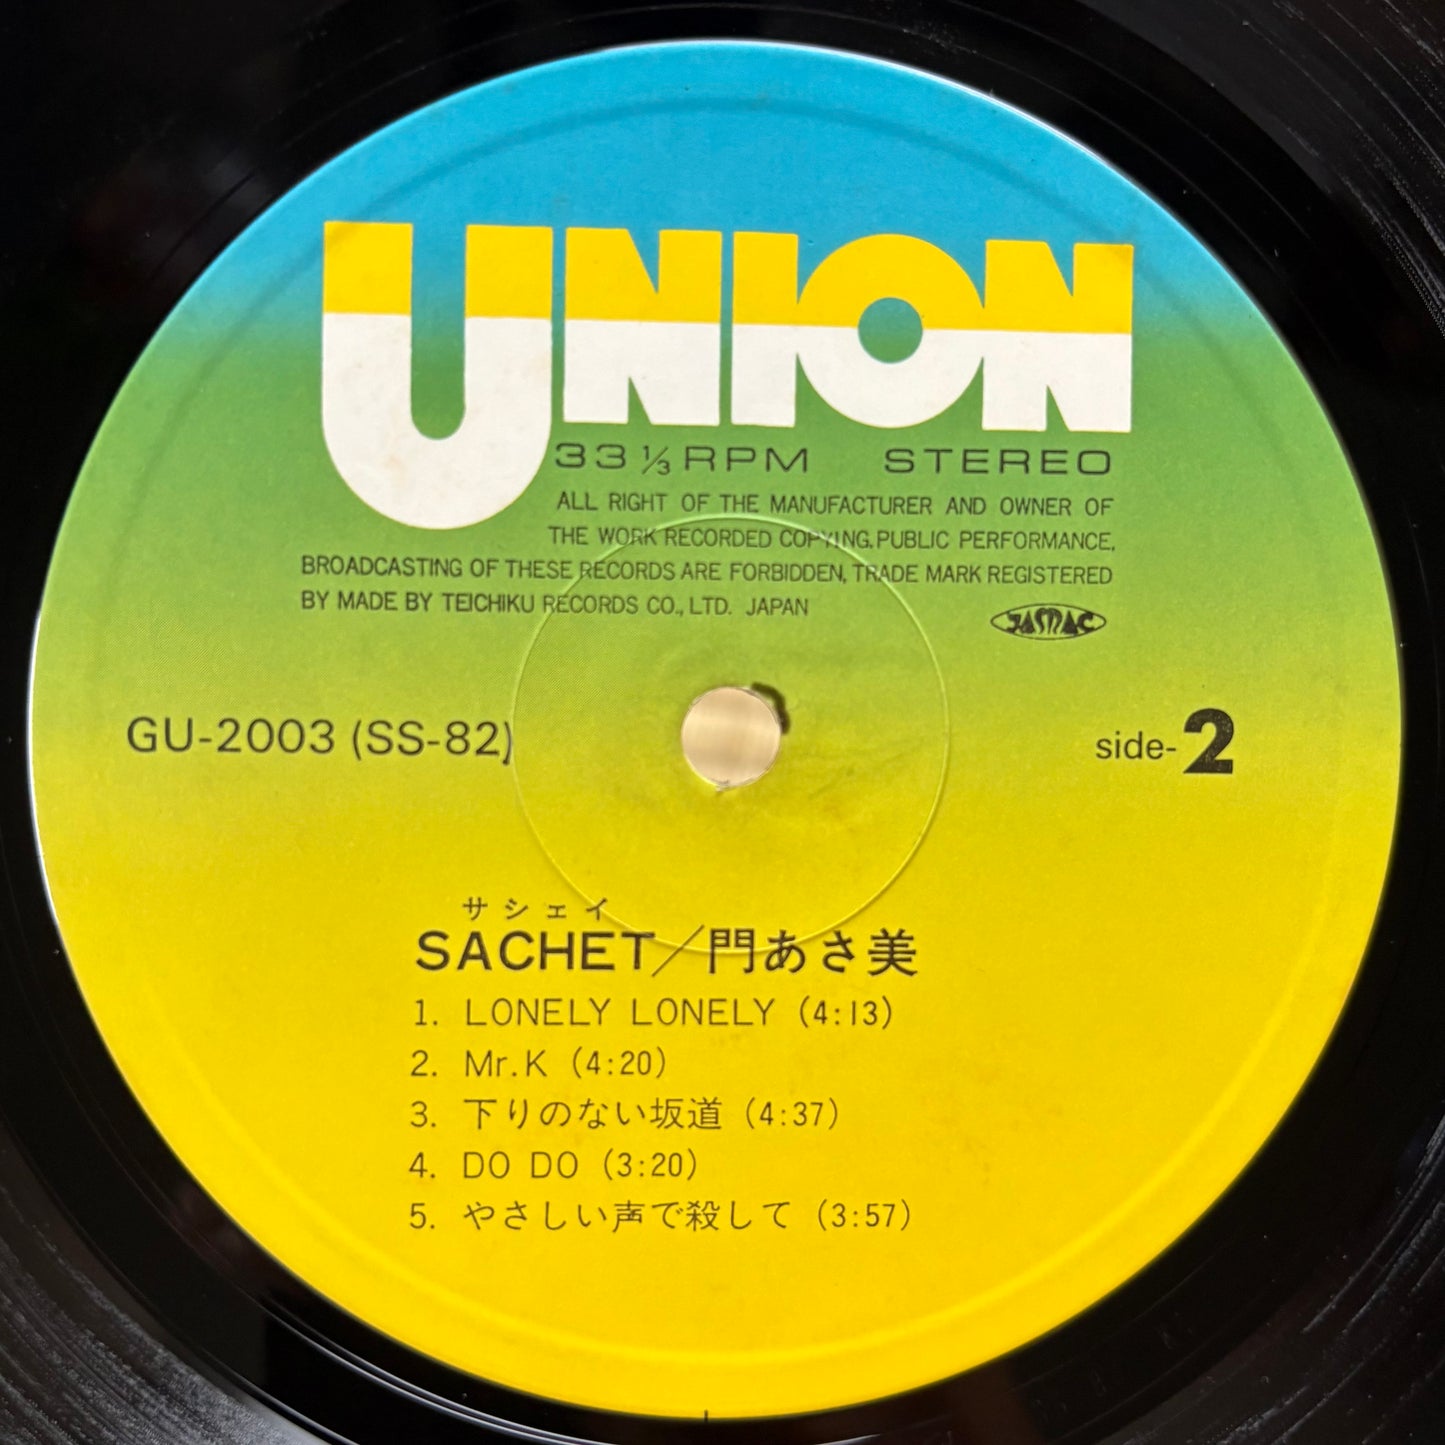 UNION
33 1/3 RPM STEREO
ALL RIGHT OF THE MANUFACTURER AND OWNER OF
THE WORK RECORDED COPYING, PUBLIC PERFORMANCE,
BROADCASTING OF THESE RECORDS ARE FORBIDDEN, TRADE MARK REGISTERED
BY MADE BY TEICHIKU RECORDS CO., LTD. JAPAN
JASRAC
GU-2003 (SS-82)
side-2
サシェイ
SACHET/門あさ美
1. LONELY LONELY (4:13)
2. Mr.K (4:20)
3. 下りのない坂道 (4:37)
4. DO DO (3:20)
5. やさしい声で殺して (3:57)